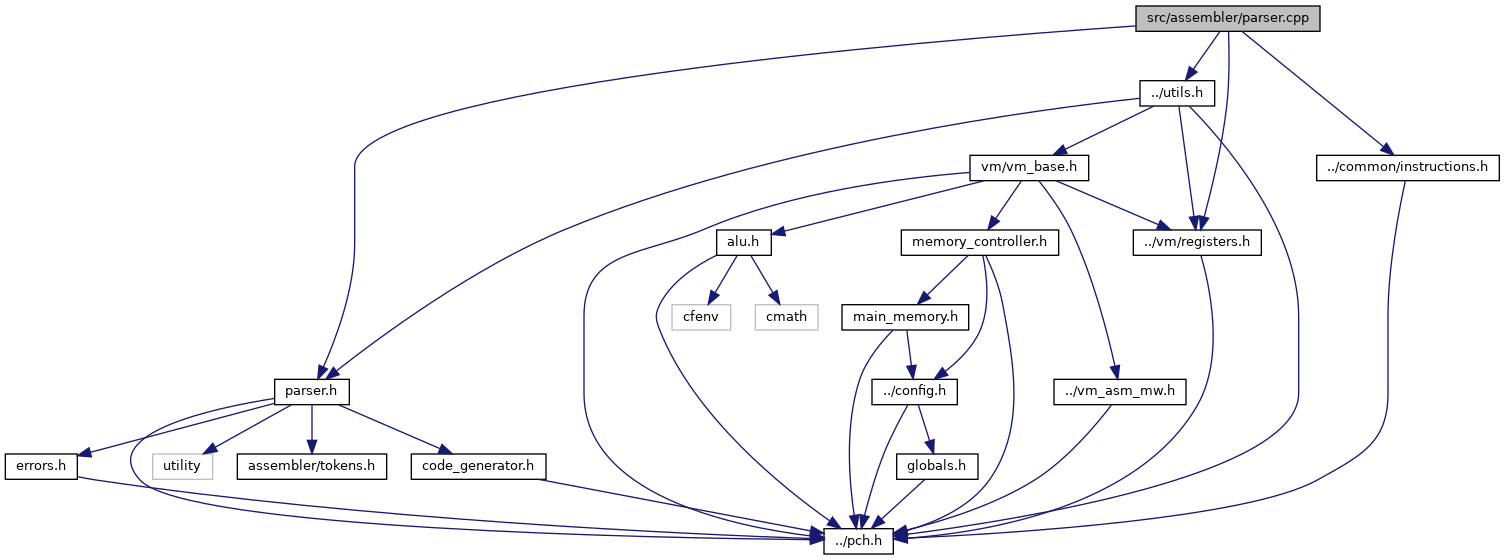 src/assembler/parser.cpp
../utils.h
vm/vm_base.h
../common/instructions.h
alu.h
memory_controller.h
../vm/registers.h
cfenv
cmath
main_memory.h
parser.h
../config.h
../vm_asm_mw.h
errors.h
utility
assembler/tokens.h
code_generator.h
globals.h
../pch.h